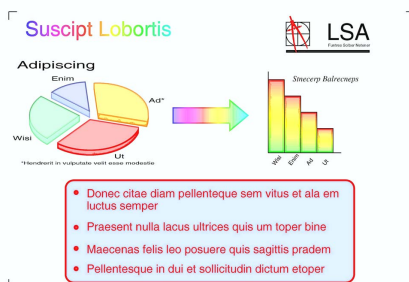 Suscipt Lobortis
LSA
Adipiscing
Enim
Ad*
Wisi
Ut
*Hendrerit in vulputate velit esse modestie
Sinecerp Balrecneps
Wisi
Enim
Ad
Ut
Donec citae diam pellenteque sem vitus et ala em
luctus semper
Praesent nulla lacus ultrices quis um toper bine
Maecenas felis leo posuere quis sagittis pradem
Pellentesque in dui et sollicitudin dictum etoper